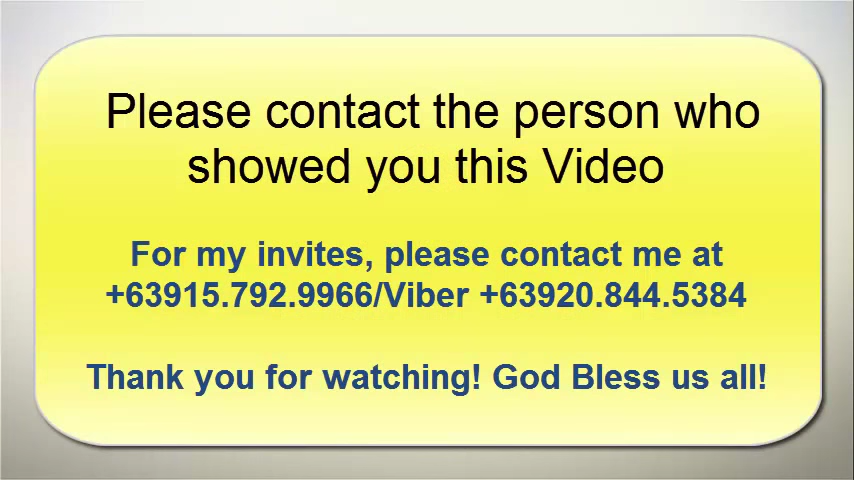 Please contact the person who
showed you this Video
For my invites, please contact me at
+63915.792.9966/Viber +63920.844.5384
Thank you for watching! God Bless us all!